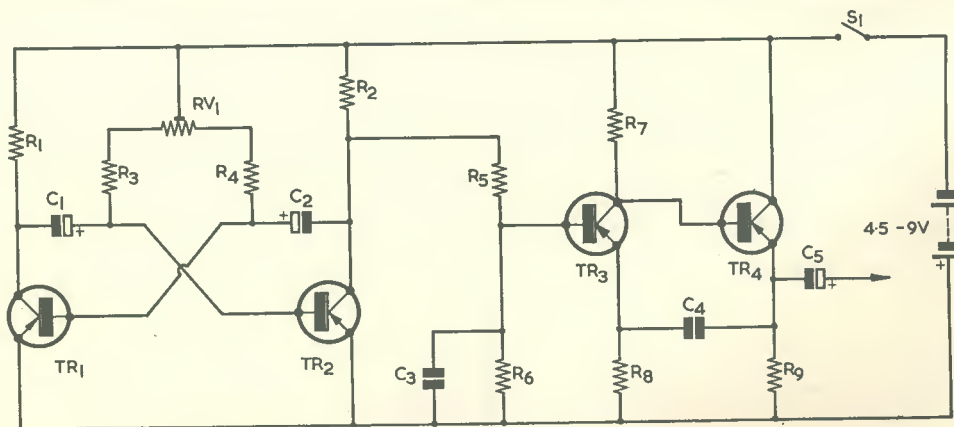 S1
R2
RV1
R1
R7
R3
R4
R5
C1
+
C2
+
4·5 – 9V
TR3
TR4
C5
+
+
C4
TR1
TR2
C3
R6
R8
R9